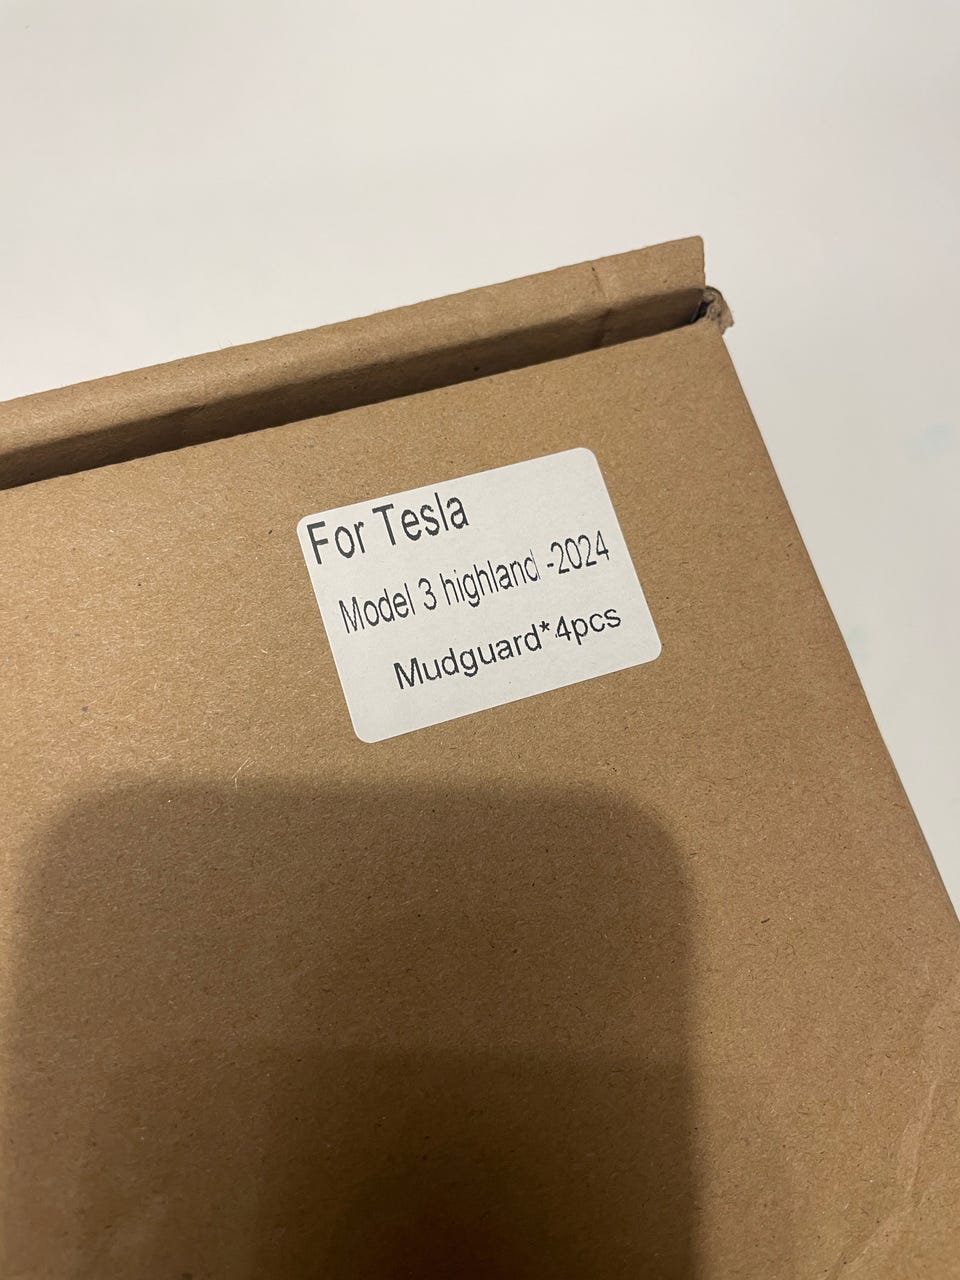 For Tesla
Model 3 highland -2024
Mudguard*4pcs